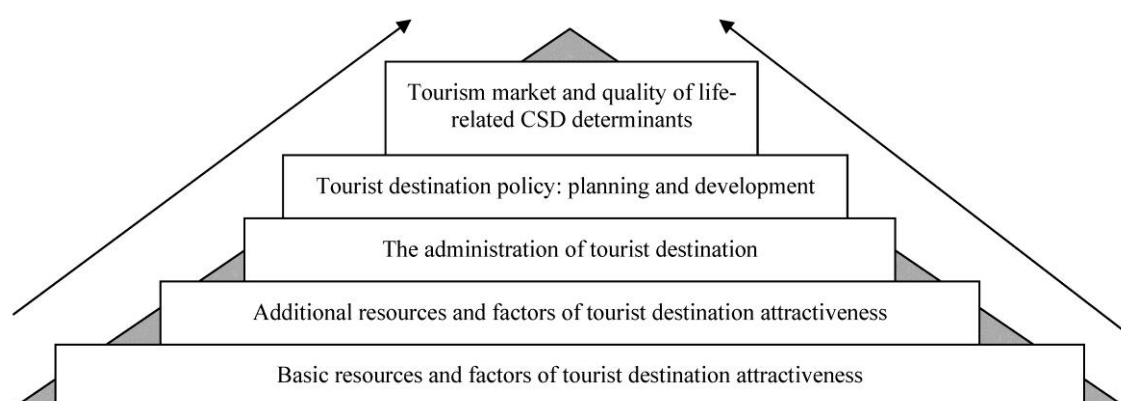 Tourism market and quality of life-
related CSD determinants
Tourist destination policy: planning and development
The administration of tourist destination
Additional resources and factors of tourist destination attractiveness
Basic resources and factors of tourist destination attractiveness